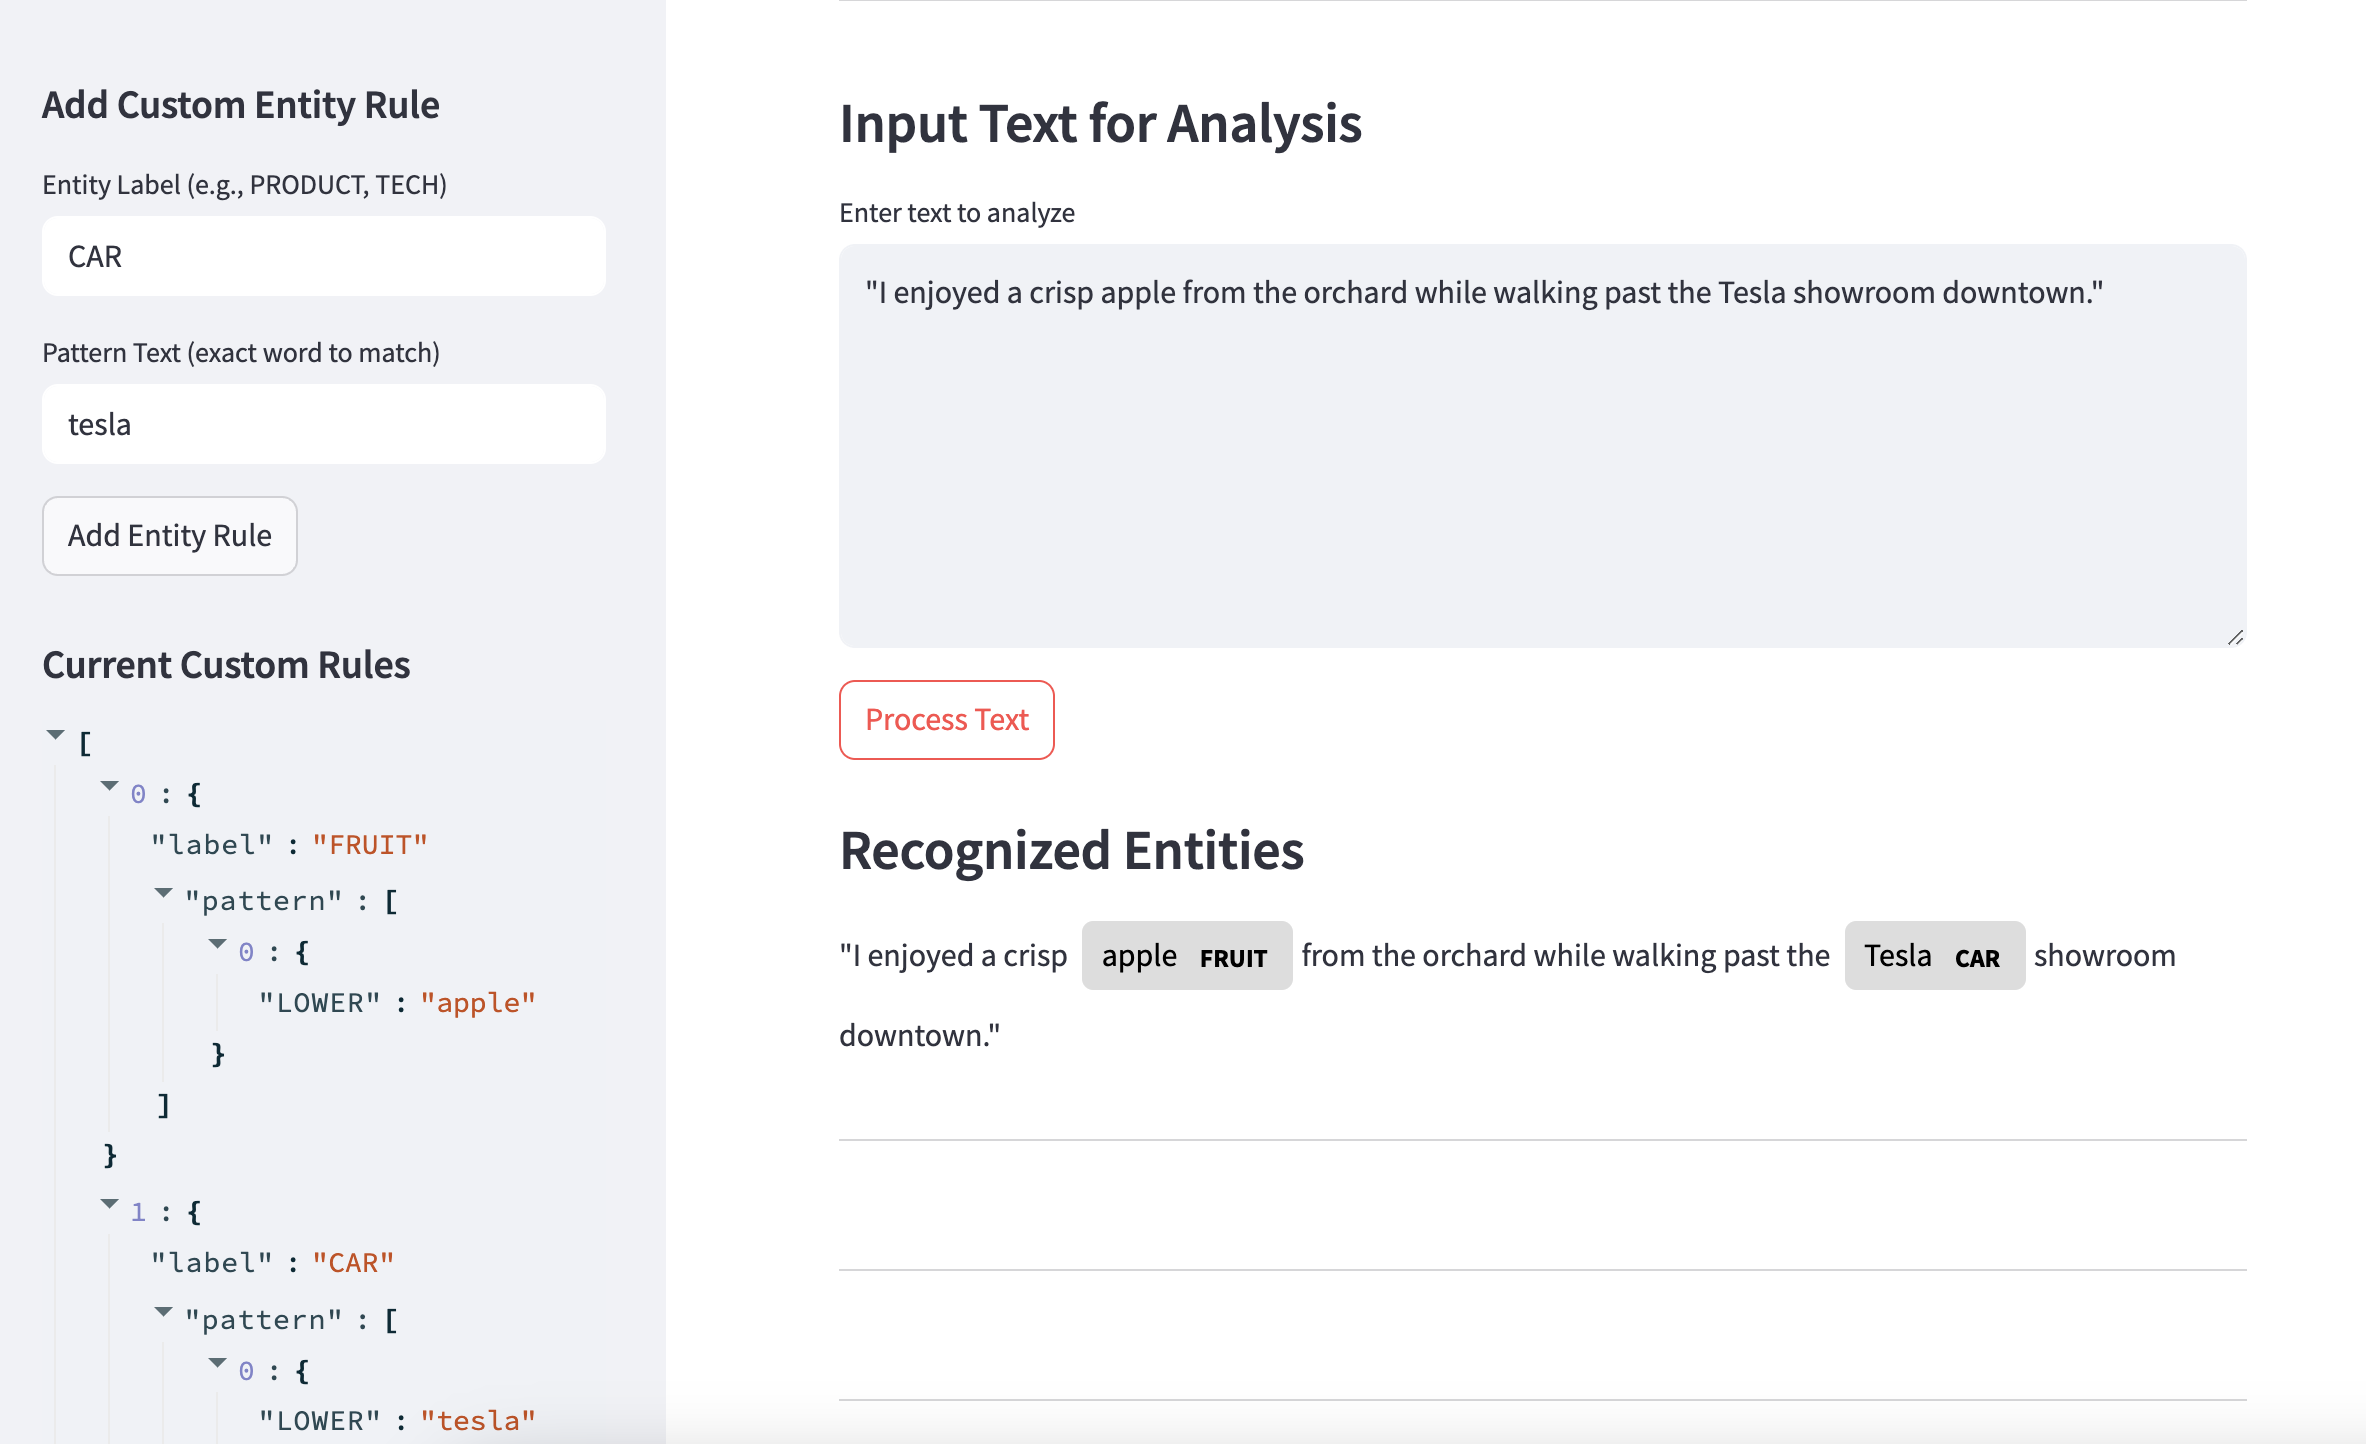 Add Custom Entity Rule
Entity Label (e.g., PRODUCT, TECH)
CAR
Pattern Text (exact word to match)
tesla
Add Entity Rule
Current Custom Rules
[
0 : {
"label" : "FRUIT"
"pattern" : [
0 : {
"LOWER" : "apple"
}
]
}
1 : {
"label" : "CAR"
"pattern" : [
0 : {
"LOWER" : "tesla"
Input Text for Analysis
Enter text to analyze
"I enjoyed a crisp apple from the orchard while walking past the Tesla showroom downtown."
Process Text
Recognized Entities
"I enjoyed a crisp apple FRUIT from the orchard while walking past the Tesla CAR showroom
downtown."